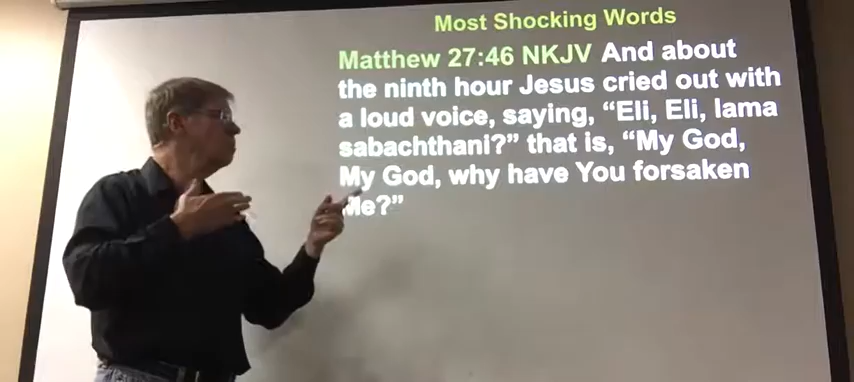 Most Shocking Words
Matthew 27:46 NKJV And about
the ninth hour Jesus cried out with
a loud voice, saying, “Eli, Eli, lama
sabachthani?” that is, “My God,
My God, why have You forsaken
Me?”